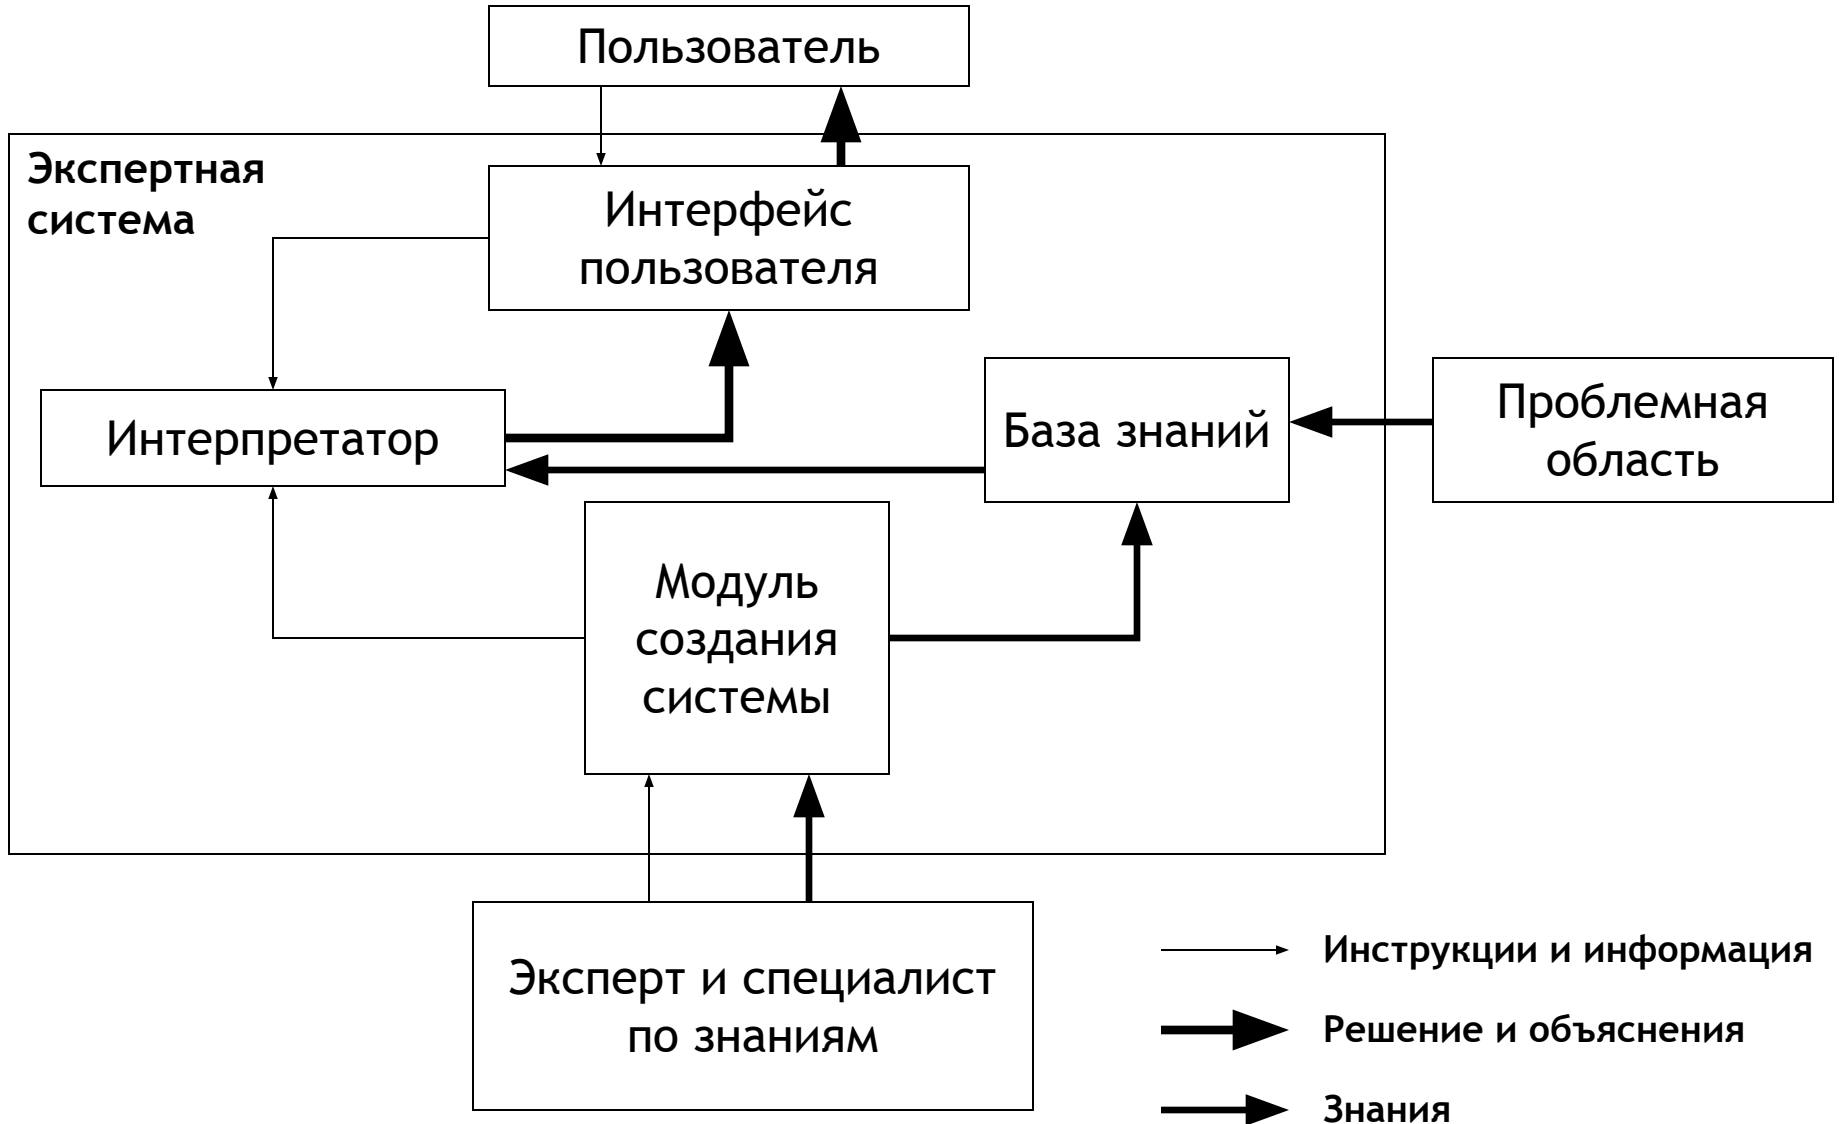 Пользователь
Экспертная
система
Интерфейс
пользователя
Интерпретатор
База знаний
Проблемная
область
Модуль
создания
системы
Эксперт и специалист
по знаниям
Инструкции и информация
Решение и объяснения
Знания